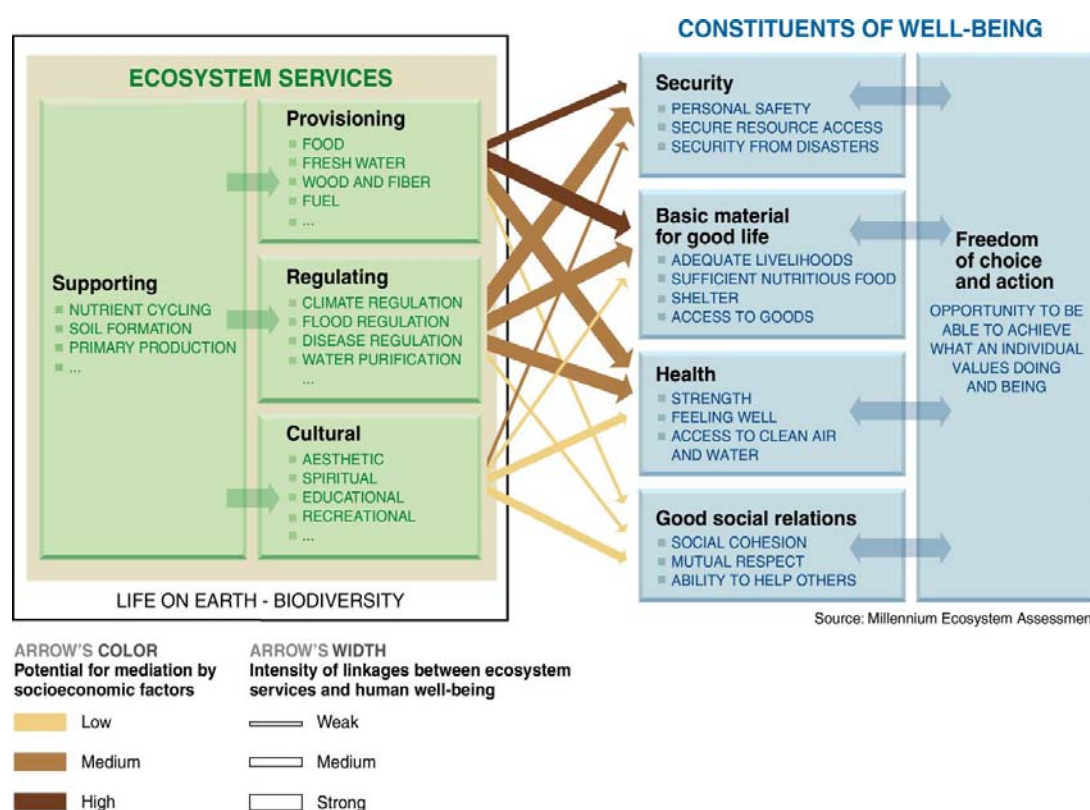 CONSTITUENTS OF WELL-BEING
ECOSYSTEM SERVICES
Supporting
NUTRIENT CYCLING
SOIL FORMATION
PRIMARY PRODUCTION
...
Provisioning
FOOD
FRESH WATER
WOOD AND FIBER
FUEL
...
Regulating
CLIMATE REGULATION
FLOOD REGULATION
DISEASE REGULATION
WATER PURIFICATION
...
Cultural
AESTHETIC
SPIRITUAL
EDUCATIONAL
RECREATIONAL
...
LIFE ON EARTH - BIODIVERSITY
Security
PERSONAL SAFETY
SECURE RESOURCE ACCESS
SECURITY FROM DISASTERS
Basic material
for good life
ADEQUATE LIVELIHOODS
SUFFICIENT NUTRITIOUS FOOD
SHELTER
ACCESS TO GOODS
Health
STRENGTH
FEELING WELL
ACCESS TO CLEAN AIR
AND WATER
Good social relations
SOCIAL COHESION
MUTUAL RESPECT
ABILITY TO HELP OTHERS
Freedom
of choice
and action
OPPORTUNITY TO BE
ABLE TO ACHIEVE
WHAT AN INDIVIDUAL
VALUES DOING
AND BEING
Source: Millennium Ecosystem Assessmen
ARROW'S COLOR
Potential for mediation by
socioeconomic factors
Low
Medium
High
ARROW'S WIDTH
Intensity of linkages between ecosystem
services and human well-being
Weak
Medium
Strong